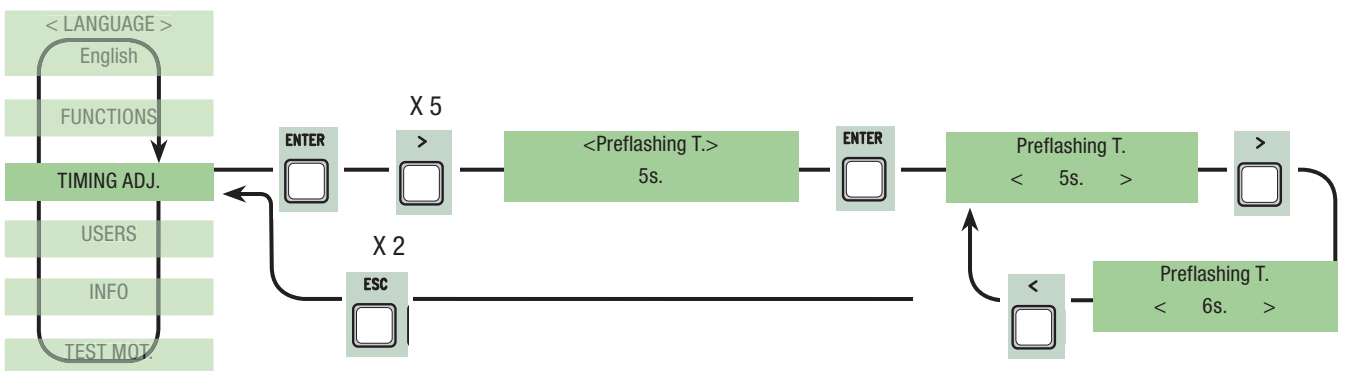 < LANGUAGE >
English
FUNCTIONS
TIMING ADJ.
USERS
INFO
TEST MOT.
ENTER
X 5
>
<Preflashing T.>
5s.
ENTER
Preflashing T.
< 5s. >
>
X 2
ESC
<
Preflashing T.
< 6s. >